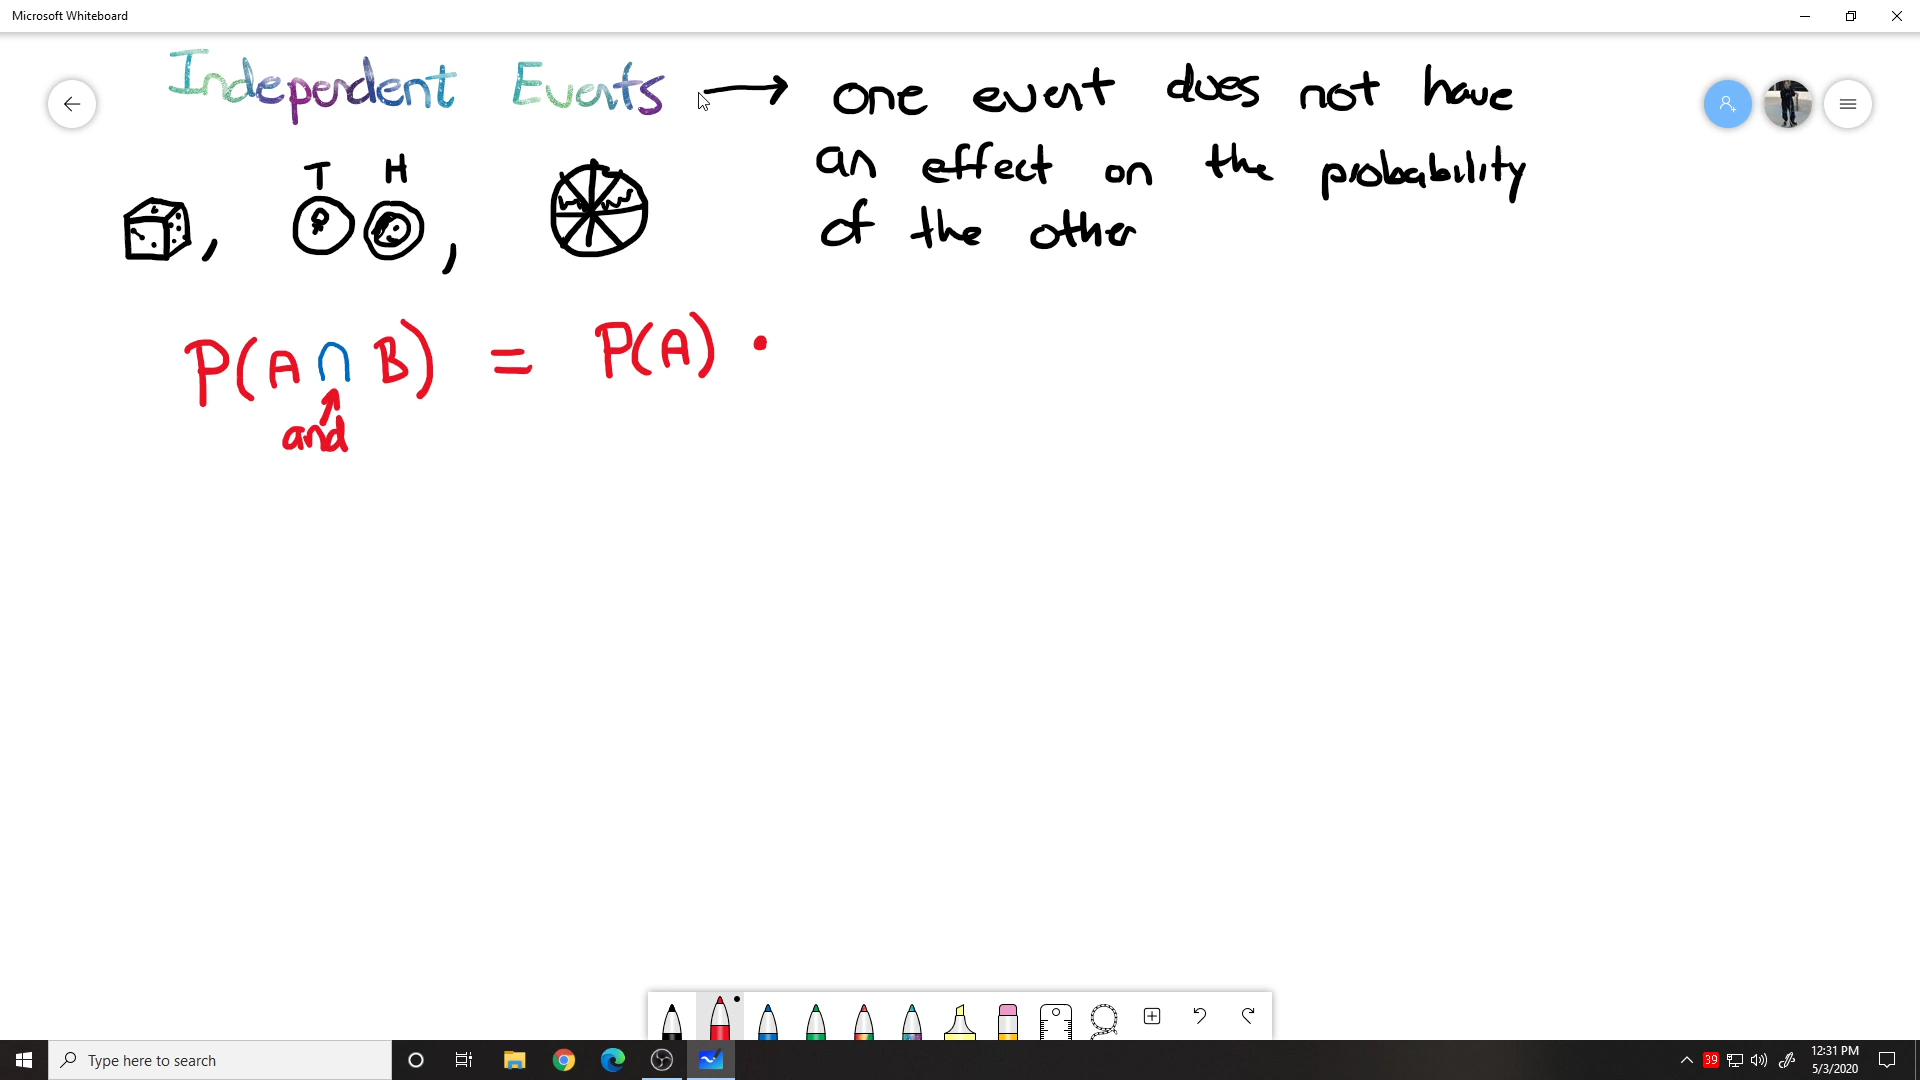 Microsoft Whiteboard
Independent Events → one event does not have
an effect on the probability
of the other
T H
, ,
P(A ∩ B) = P(A) •
and
Type here to search
39
12:31 PM
5/3/2020